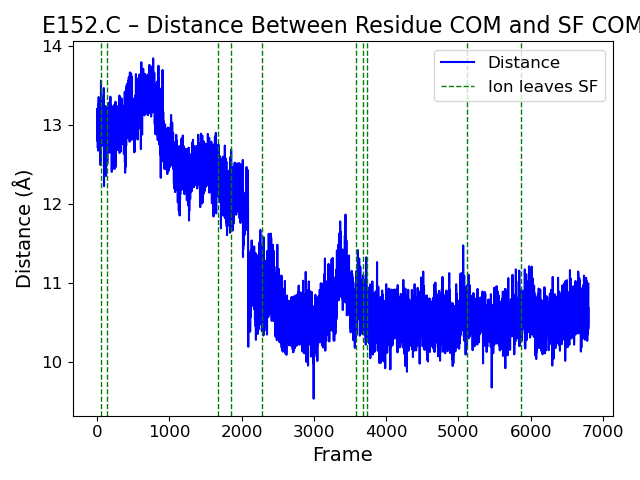 E152.C – Distance Between Residue COM and SF COM
14
13
12
11
10
Distance (Å)
Distance
Ion leaves SF
0 1000 2000 3000 4000 5000 6000 7000
Frame